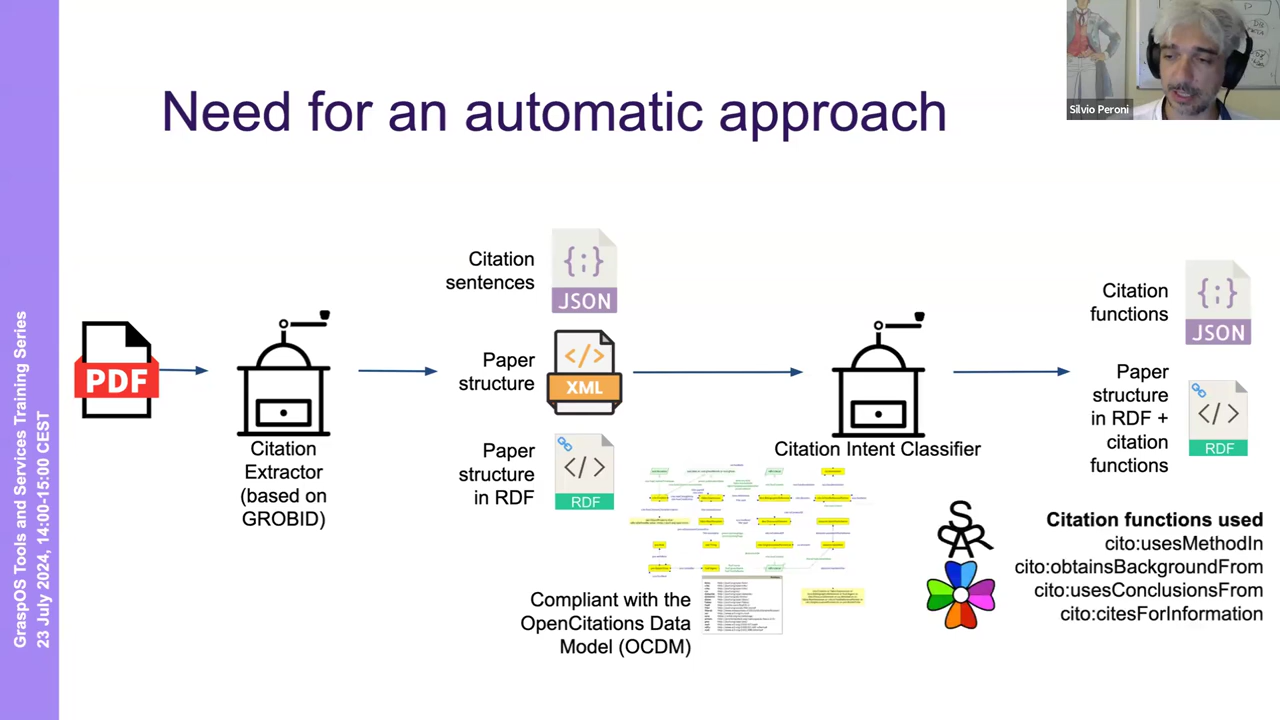 Need for an automatic approach
Silvio Peroni
GraspOS Tools and Services Training Series
23 July 2024, 14:00-15:00 CEST
PDF
Citation
Extractor
(based on
GROBID)
Citation
sentences
{;}
JSON
Paper
structure
</>
XML
Paper
structure
in RDF
</>
RDF
Compliant with the
OpenCitations Data
Model (OCDM)
Citation Intent Classifier
Citation
functions
{;}
JSON
Paper
structure
in RDF +
citation
functions
</>
RDF
SPAR
Citation functions used
cito:usesMethodIn
cito:obtainsBackgroundFrom
cito:usesConclusionsFrom
cito:citesForInformation